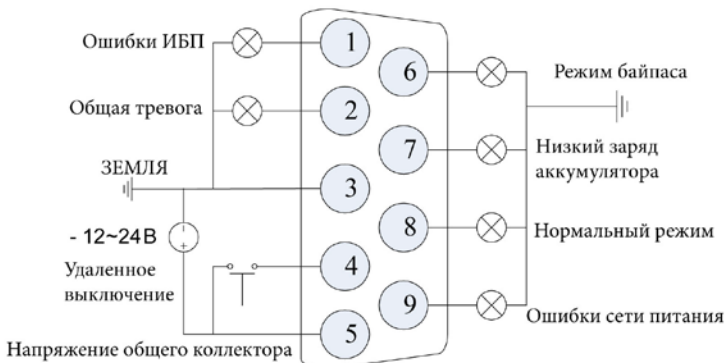 Ошибки ИБП
1
6
Режим байпаса
Общая тревога
2
7
Низкий заряд
аккумулятора
ЗЕМЛЯ
3
8
Нормальный режим
- 12~24В
- +
Удаленное
выключение
4
9
Ошибки сети питания
5
Напряжение общего коллектора